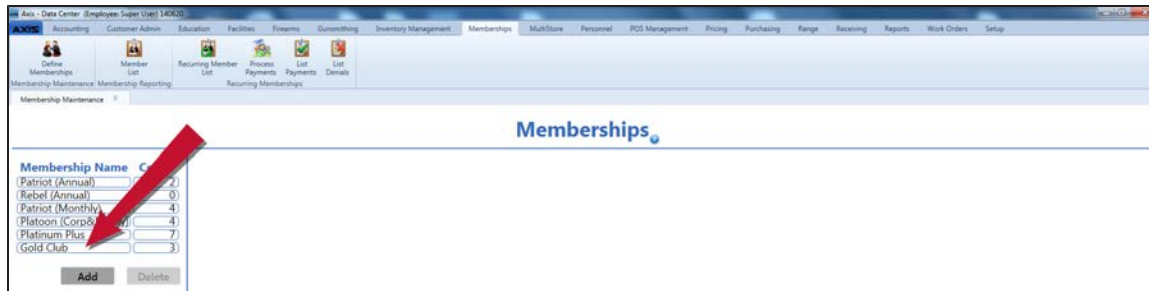 Axis - Data Center (Employee: Super User) 140620
AXIS Accounting Customer Admin Education Facilities Firearms Gunsmithing Inventory Management Memberships MultiStore Personnel POS Management Pricing Purchasing Range Receiving Reports Work Orders Setup
Define Member Recurring Member Process List List
Memberships List List Payments Payments Denials
Membership Maintenance Membership Reporting Recurring Memberships
Membership Maintenance X
Memberships
Membership Name
Patriot (Annual) 2
Rebel (Annual) 0
Patriot (Monthly) 4
Platoon 4
Platinum Plus 7
Gold Club 3
Add Delete